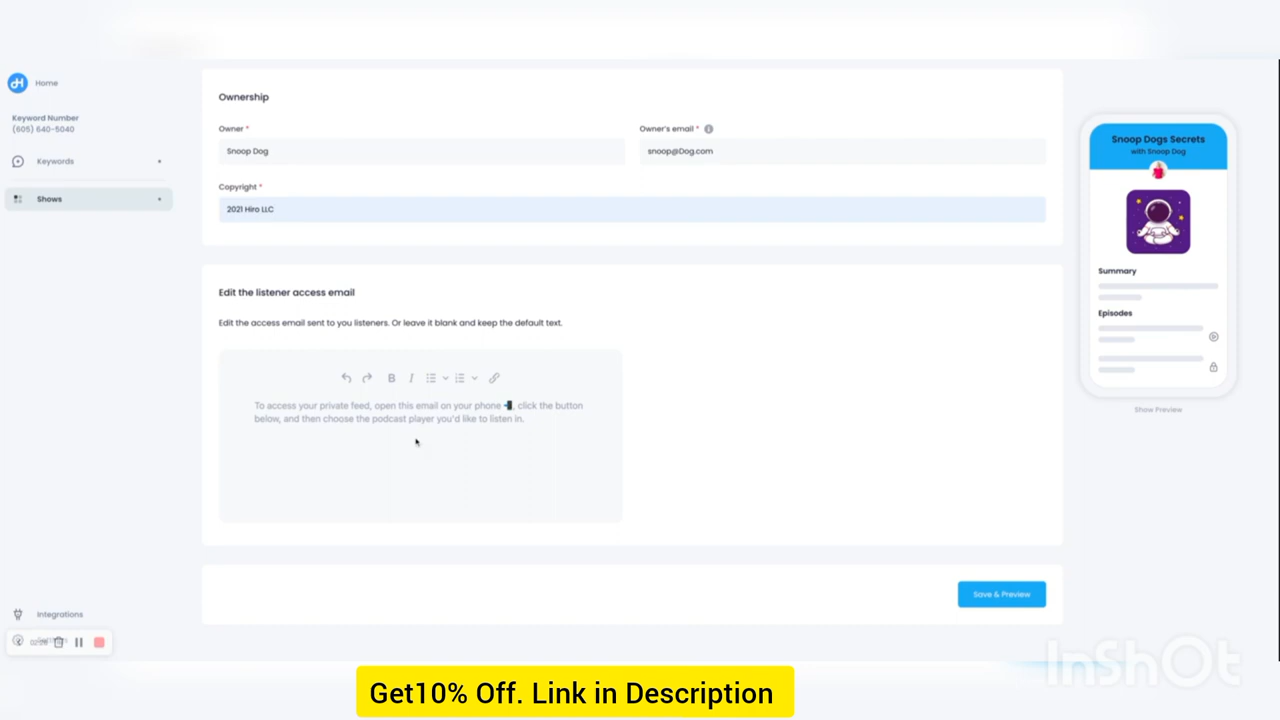 Home
Keyword Number
(605) 640-5040
Keywords
Shows
Ownership
Owner *
Snoop Dog
Owner's email *
snoop@Dog.com
Copyright *
2021 Hiro LLC
Edit the listener access email
Edit the access email sent to you listeners. Or leave it blank and keep the default text.
B I
To access your private feed, open this email on your phone 📲, click the button
below, and then choose the podcast player you'd like to listen in.
Save & Preview
Snoop Dogs Secrets
with Snoop Dog
Summary
Episodes
Show Preview
Integrations
InShOt
Get10% Off. Link in Description